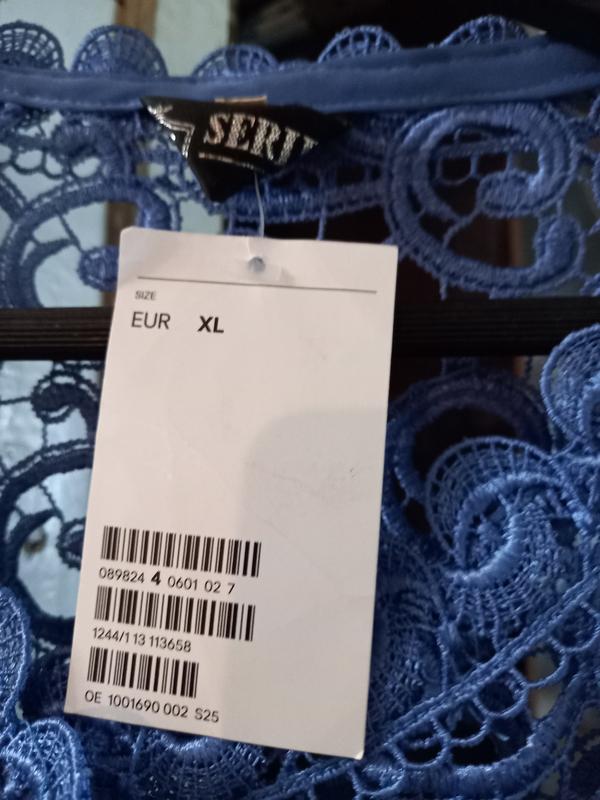 SIZE
EUR XL
089824 4 0601 02 7
1244/1 13 113658
OE 1001690 002 S25